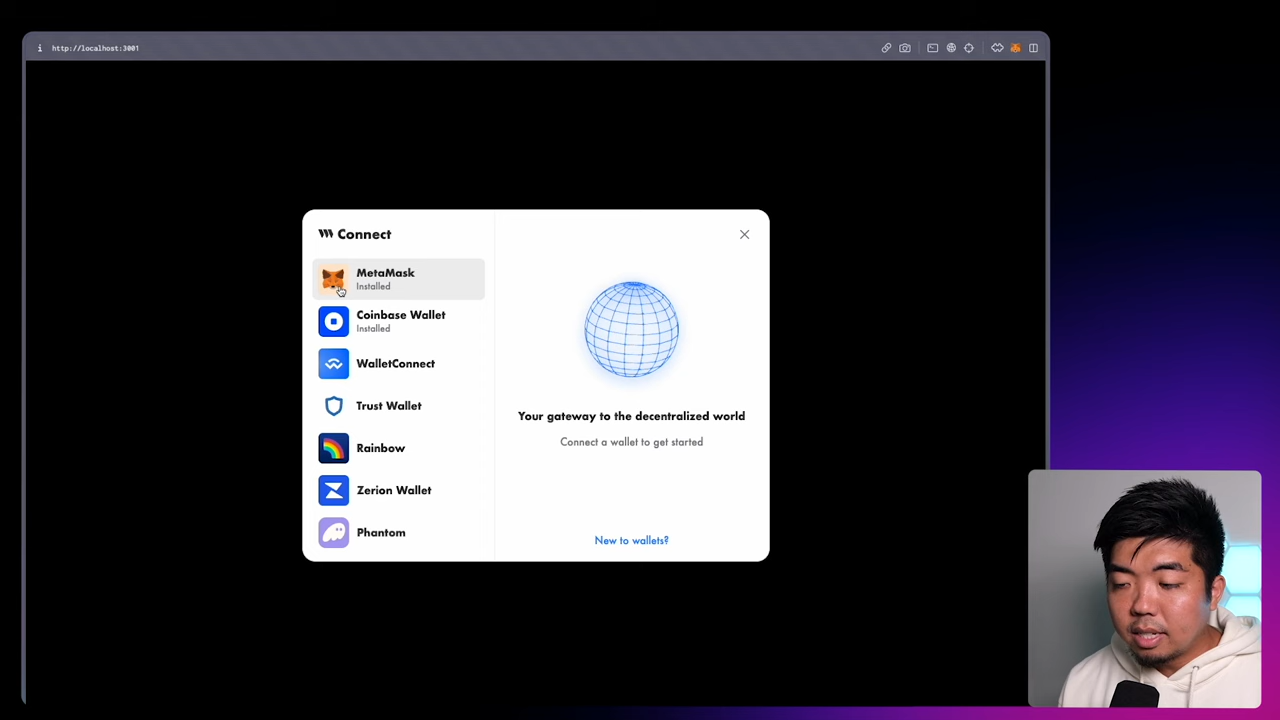 http://localhost:3001
Connect
MetaMask
Installed
Coinbase Wallet
Installed
WalletConnect
Trust Wallet
Rainbow
Zerion Wallet
Phantom
Your gateway to the decentralized world
Connect a wallet to get started
New to wallets?